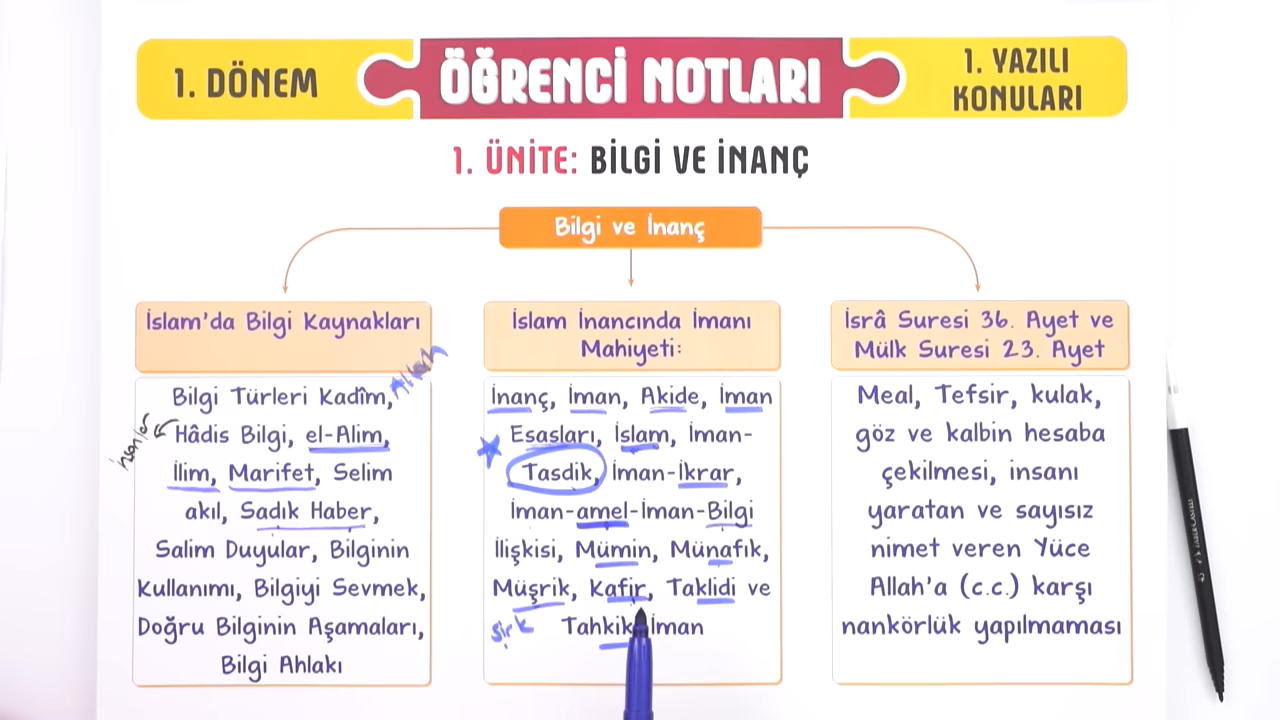 1. DÖNEM
ÖĞRENCİ NOTLARI
1. YAZILI
KONULARI
1. ÜNİTE: BİLGİ VE İNANÇ
Bilgi ve İnanç
İslam'da Bilgi Kaynakları
Allah
Bilgi Türleri Kadîm,
insanlar
Hâdis Bilgi, el-Alim,
İlim, Marifet, Selim
akıl, Sadık Haber,
Salim Duyular, Bilginin
Kullanımı, Bilgiyi Sevmek,
Doğru Bilginin Aşamaları,
Bilgi Ahlakı
İslam İnancında İmanı
Mahiyeti:
İnanç, İman, Akide, İman
Esasları, İslam, İman-
Tasdik, İman-İkrar,
İman-amel-İman-Bilgi
İlişkisi, Mümin, Münafık,
Müşrik, Kafir, Taklidi ve
şirk
Tahkiki İman
İsrâ Suresi 36. Ayet ve
Mülk Suresi 23. Ayet
Meal, Tefsir, kulak,
göz ve kalbin hesaba
çekilmesi, insanı
yaratan ve sayısız
nimet veren Yüce
Allah'a (c.c.) karşı
nankörlük yapılmaması
FABER-CASTELL